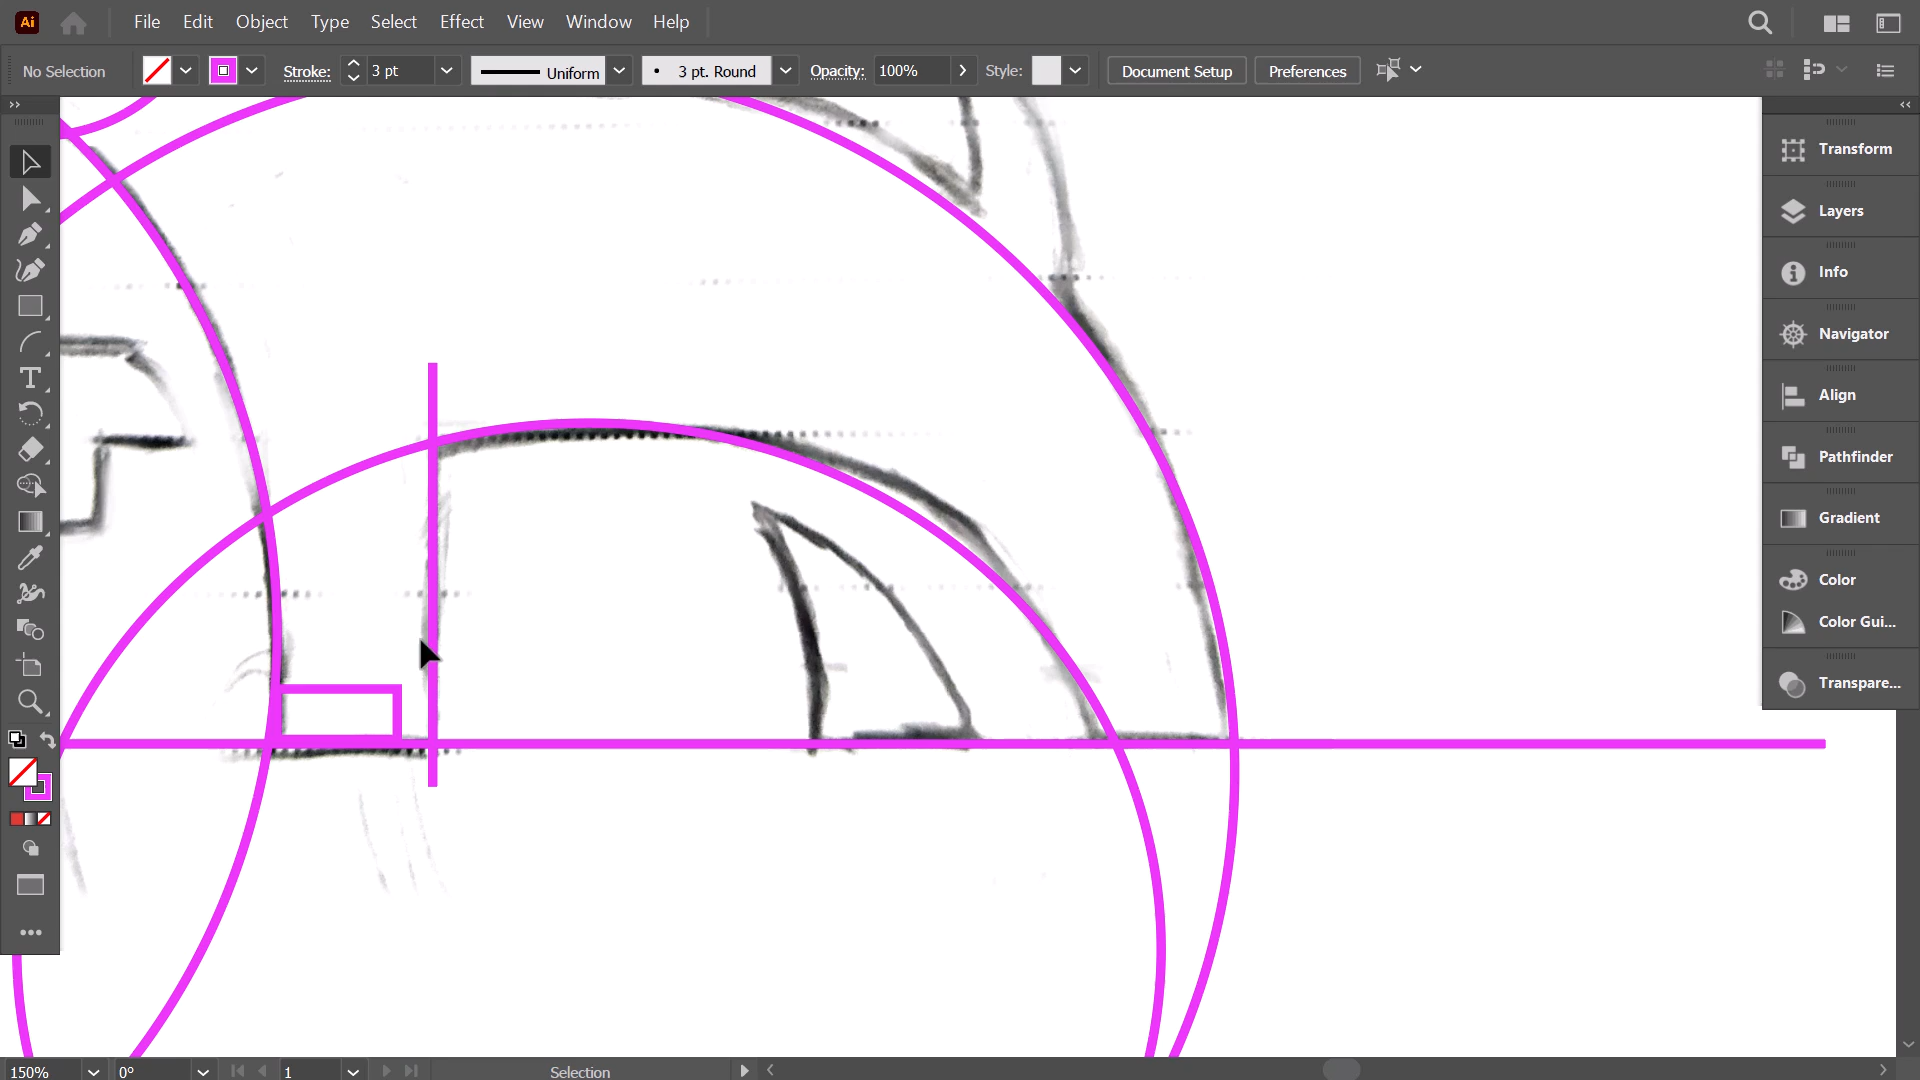 Ai File Edit Object Type Select Effect View Window Help
No Selection Stroke: 3 pt Uniform 3 pt. Round Opacity: 100% Style: Document Setup Preferences
Transform
Layers
Info
Navigator
Align
Pathfinder
Gradient
Color
Color Gui...
Transpare...
150% 0° 1 Selection